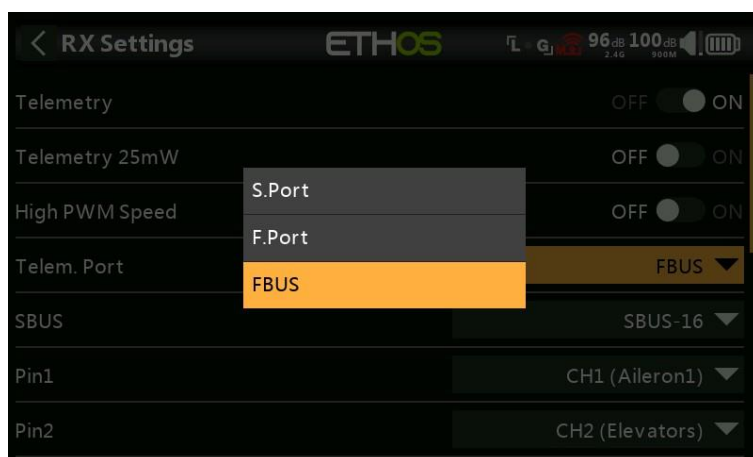 RX Settings ETHOS L G 96dB 2.4G 100dB 900M
Telemetry OFF ON
Telemetry 25mW OFF ON
High PWM Speed OFF ON
S.Port
F.Port
FBUS
Telem. Port FBUS
SBUS SBUS-16
Pin1 CH1 (Aileron1)
Pin2 CH2 (Elevators)